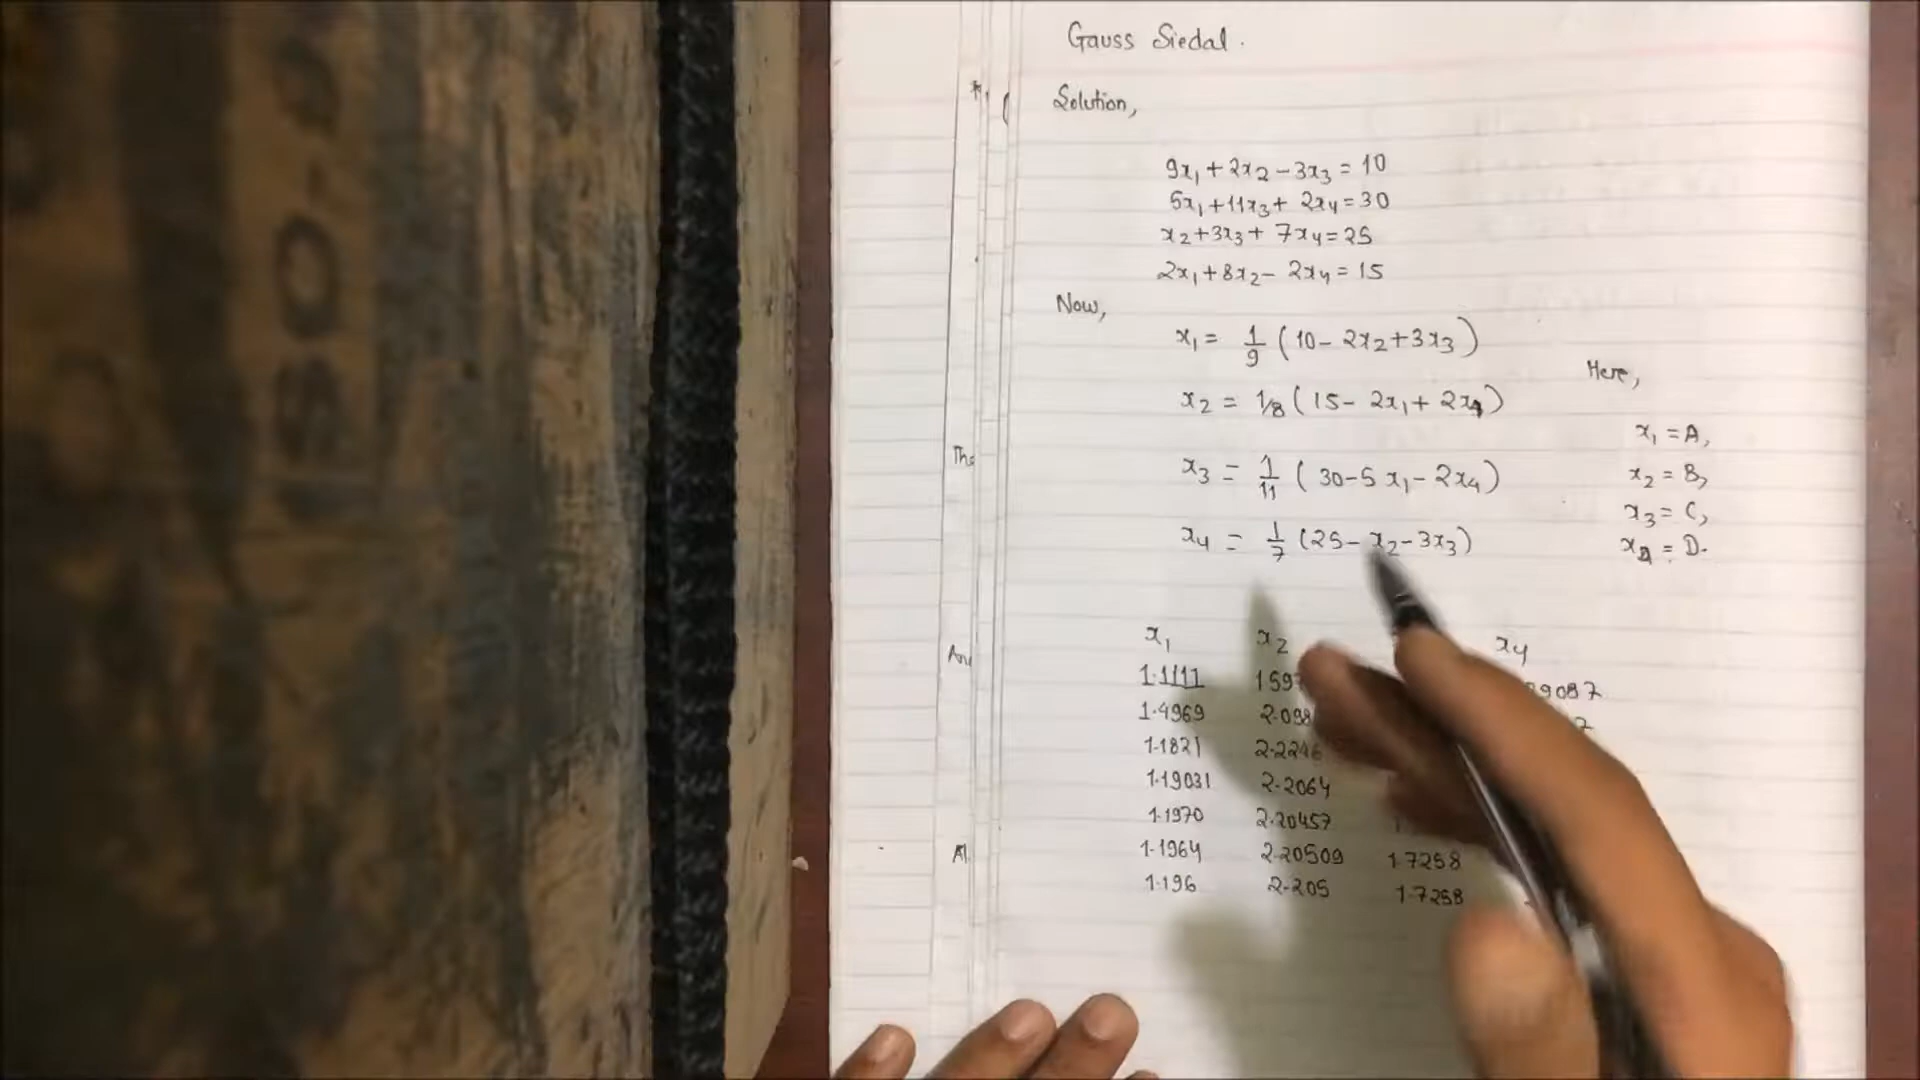 Gauss Siedal.
Solution,
9x₁ + 2x₂ - 3x₃ = 10
5x₁ + 11x₃ + 2x₄ = 30
x₂ + 3x₃ + 7x₄ = 25
2x₁ + 8x₂ - 2x₄ = 15
Now,
x₁ = 1/9 (10 - 2x₂ + 3x₃)
x₂ = 1/8 (15 - 2x₁ + 2x₄)
x₃ = 1/11 (30 - 5x₁ - 2x₄)
x₄ = 1/7 (25 - x₂ - 3x₃)
Here,
x₁ = A,
x₂ = B,
x₃ = C,
x₄ = D.
x₁ x₂ x₄
1.1111
1.4969
1.1821 2.2246
1.19031 2.2064
1.1970 2.20457
1.1964 2.20509 1.7258
1.196 2.205 1.7258